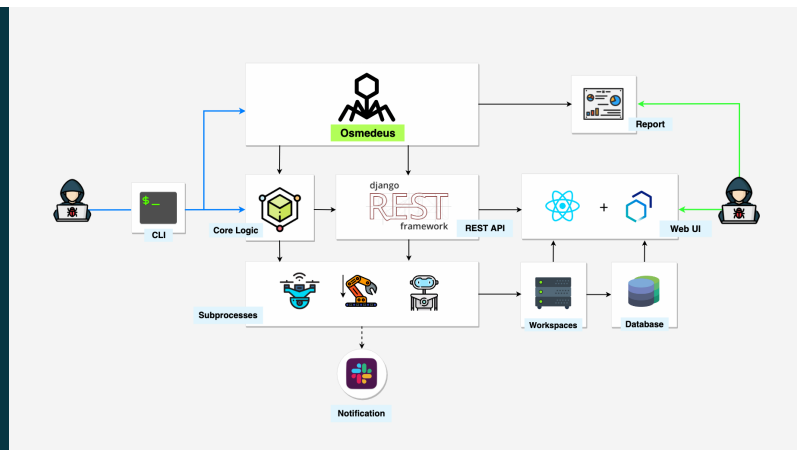 Osmedeus
Report
$_
CLI
Core Logic
django
REST
framework
REST API
+
Web UI
Subprocesses
Workspaces
Database
Notification